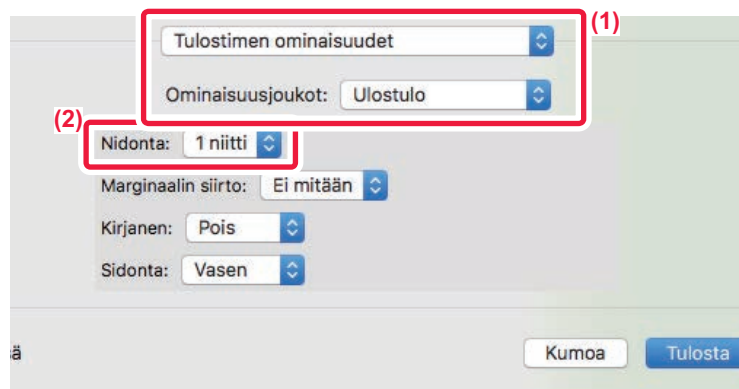 (1)
Tulostimen ominaisuudet
Ominaisuusjoukot: Ulostulo
(2)
Nidonta: 1 niitti
Marginaalin siirto: Ei mitään
Kirjanen: Pois
Sidonta: Vasen
ä Kumoa Tulosta